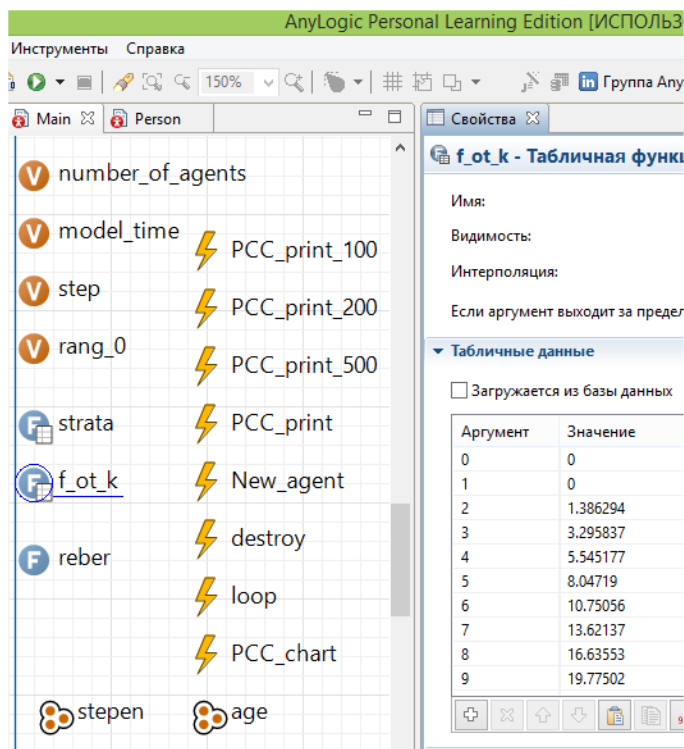 AnyLogic Personal Learning Edition [ИСПОЛЬЗ
Инструменты Справка
150%
in Группа Any
Main
Person
Свойства
V number_of_agents
V model_time
V step
V rang_0
F strata
F f_ot_k
F reber
PCC_print_100
PCC_print_200
PCC_print_500
PCC_print
New_agent
destroy
loop
PCC_chart
stepen
age
f_ot_k - Табличная функц
Имя:
Видимость:
Интерполяция:
Если аргумент выходит за предел
Табличные данные
Загружается из базы данных
Аргумент Значение
0 0
1 0
2 1.386294
3 3.295837
4 5.545177
5 8.04719
6 10.75056
7 13.62137
8 16.63553
9 19.77502